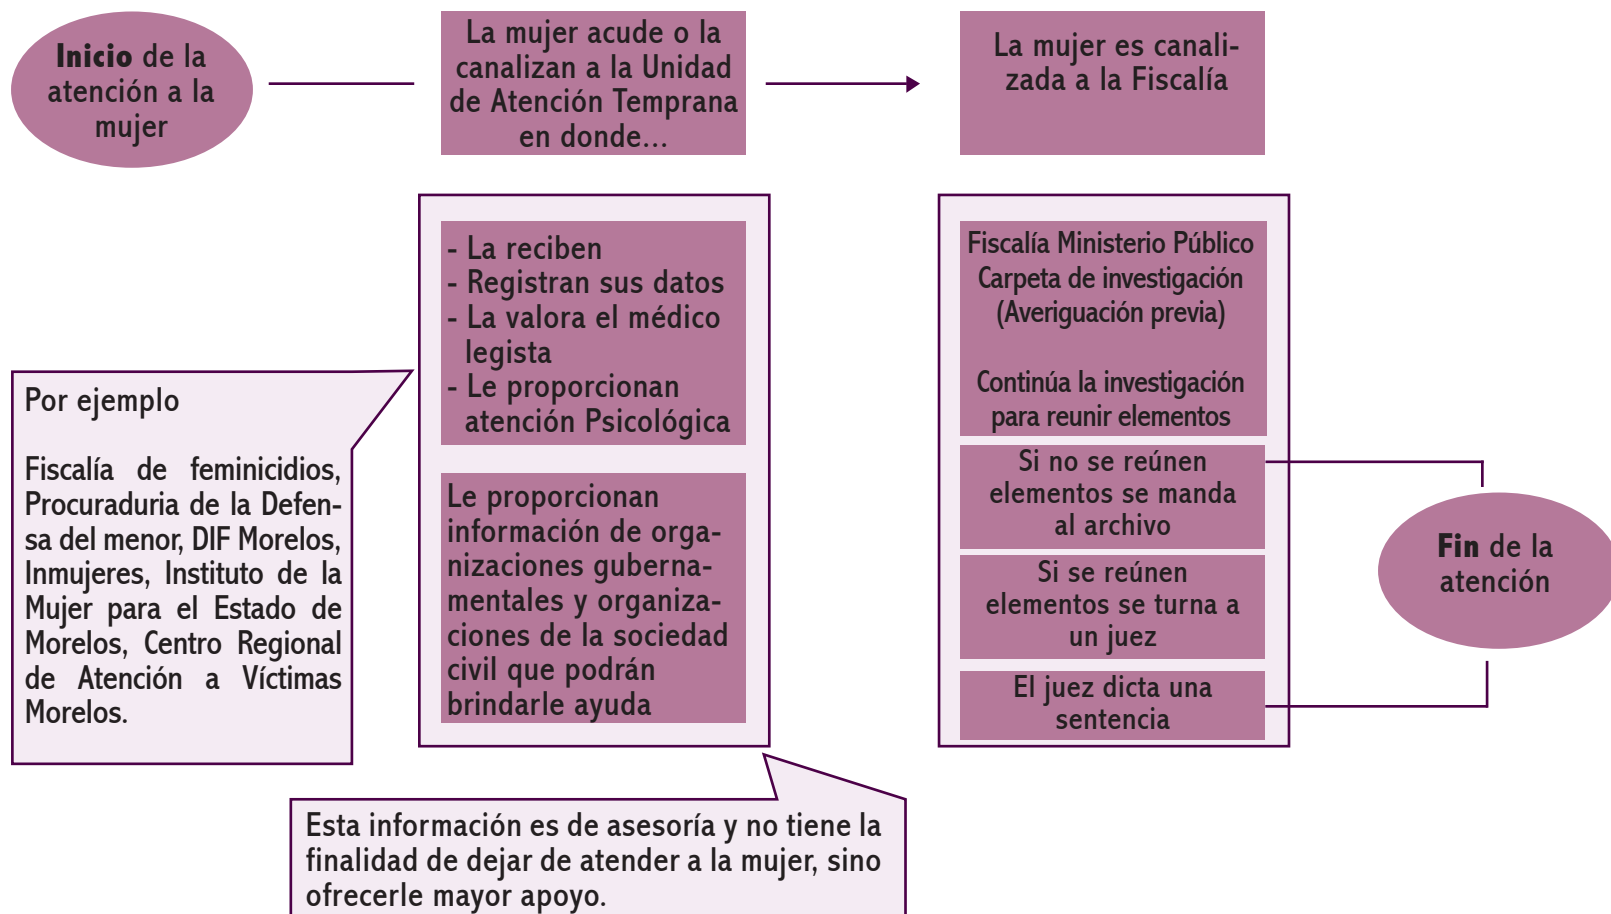 Inicio de la
atención a la
mujer
La mujer acude o la
canalizan a la Unidad
de Atención Temprana
en donde...
La mujer es canali-
zada a la Fiscalía
- La reciben
- Registran sus datos
- La valora el médico
legista
- Le proporcionan
atención Psicológica
Le proporcionan
información de orga-
nizaciones guberna-
mentales y organiza-
ciones de la sociedad
civil que podrán
brindarle ayuda
Por ejemplo
Fiscalía de feminicidios,
Procuraduria de la Defen-
sa del menor, DIF Morelos,
Inmujeres, Instituto de la
Mujer para el Estado de
Morelos, Centro Regional
de Atención a Víctimas
Morelos.
Esta información es de asesoría y no tiene la
finalidad de dejar de atender a la mujer, sino
ofrecerle mayor apoyo.
Fiscalía Ministerio Público
Carpeta de investigación
(Averiguación previa)
Continúa la investigación
para reunir elementos
Si no se reúnen
elementos se manda
al archivo
Si se reúnen
elementos se turna a
un juez
El juez dicta una
sentencia
Fin de la
atención